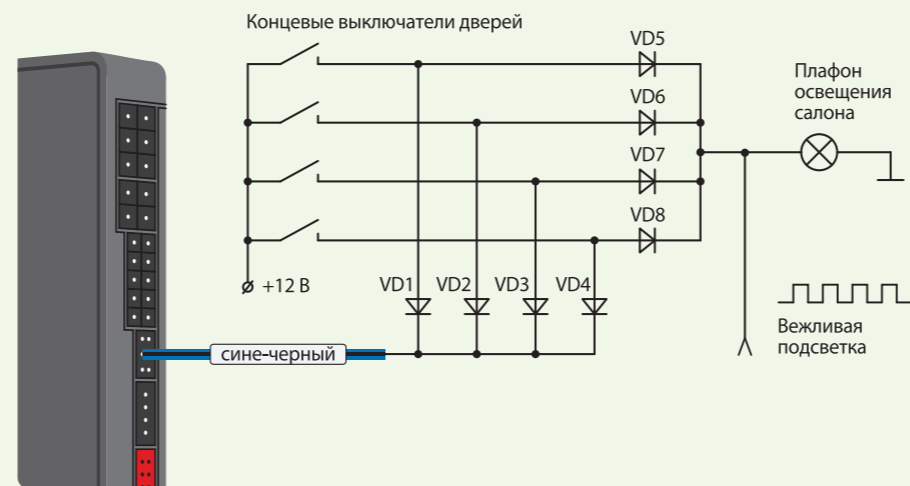 Концевые выключатели дверей
VD5
VD6
VD7
VD8
Плафон
освещения
салона
+12 В
VD1
VD2
VD3
VD4
сине-черный
Вежливая
подсветка